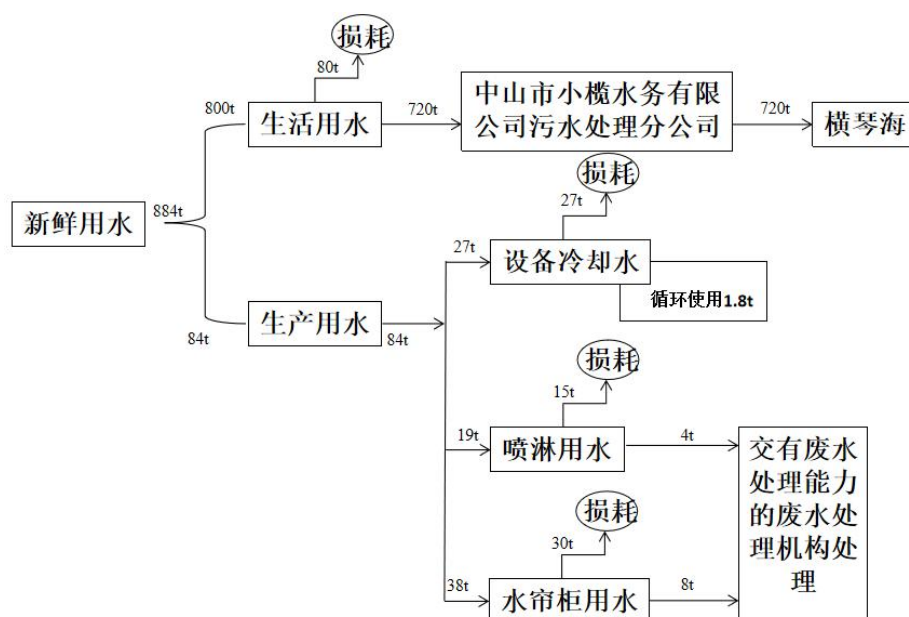 损耗
80t
800t
生活用水
720t
中山市小榄水务有限
公司污水处理分公司
720t
横琴海
损耗
27t
新鲜用水
884t
27t
设备冷却水
循环使用1.8t
84t
生产用水
84t
损耗
15t
19t
喷淋用水
4t
交有废水
处理能力
的废水处
理机构处
理
损耗
30t
38t
水帘柜用水
8t